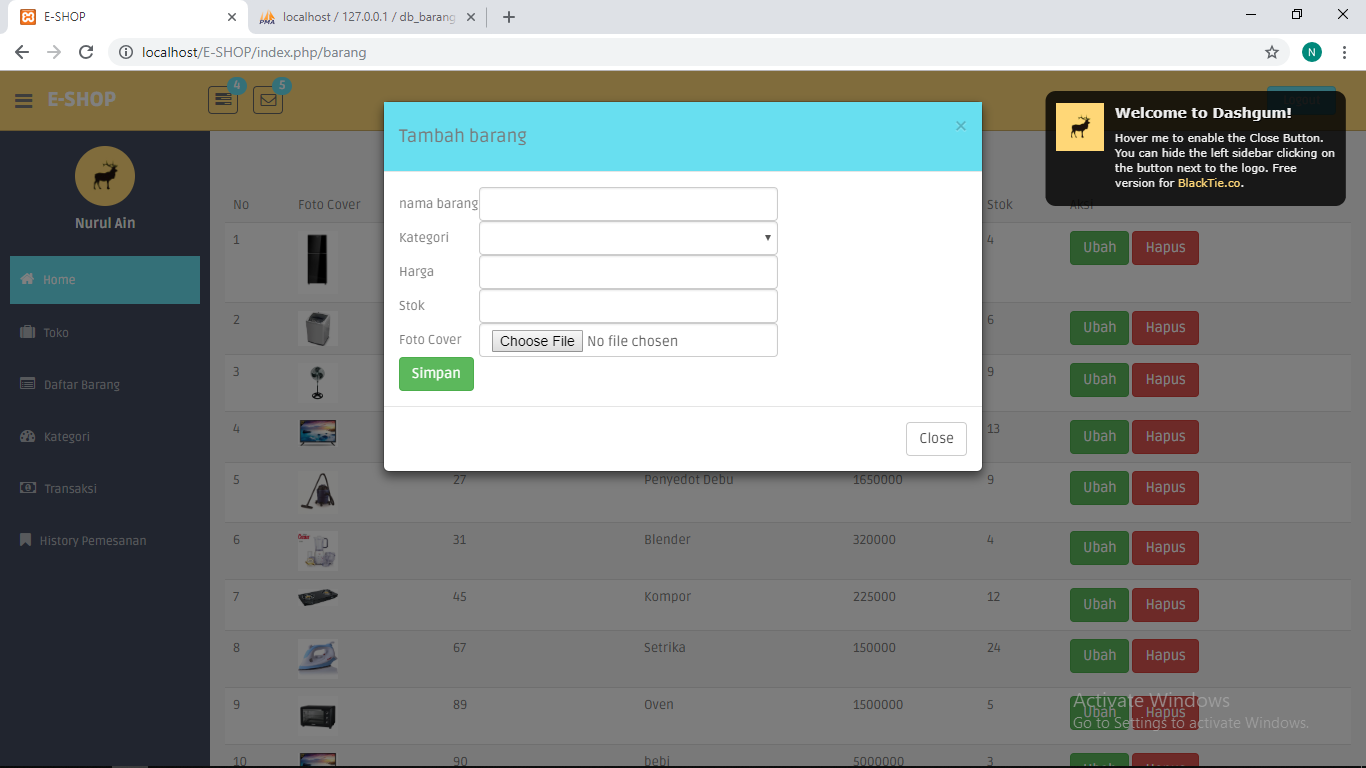 E-SHOP
localhost / 127.0.0.1 / db_barang
localhost/E-SHOP/index.php/barang
N
E-SHOP
4
5
Tambah barang
×
Welcome to Dashgum!
Hover me to enable the Close Button.
You can hide the left sidebar clicking on
the button next to the logo. Free
version for BlackTie.co.
Nurul Ain
Home
Toko
Daftar Barang
Kategori
Transaksi
History Pemesanan
No Foto Cover Stok Aksi
nama barang
Kategori
Harga
Stok
Foto Cover Choose File No file chosen
Simpan
Close
1 4 Ubah Hapus
2 6 Ubah Hapus
3 9 Ubah Hapus
4 13 Ubah Hapus
5 27 Penyedot Debu 1650000 9 Ubah Hapus
6 31 Blender 320000 4 Ubah Hapus
7 45 Kompor 225000 12 Ubah Hapus
8 67 Setrika 150000 24 Ubah Hapus
9 89 Oven 1500000 5 Ubah Hapus
10 90 bebi 5000000 3 Ubah Hapus
Activate Windows
Go to Settings to activate Windows.